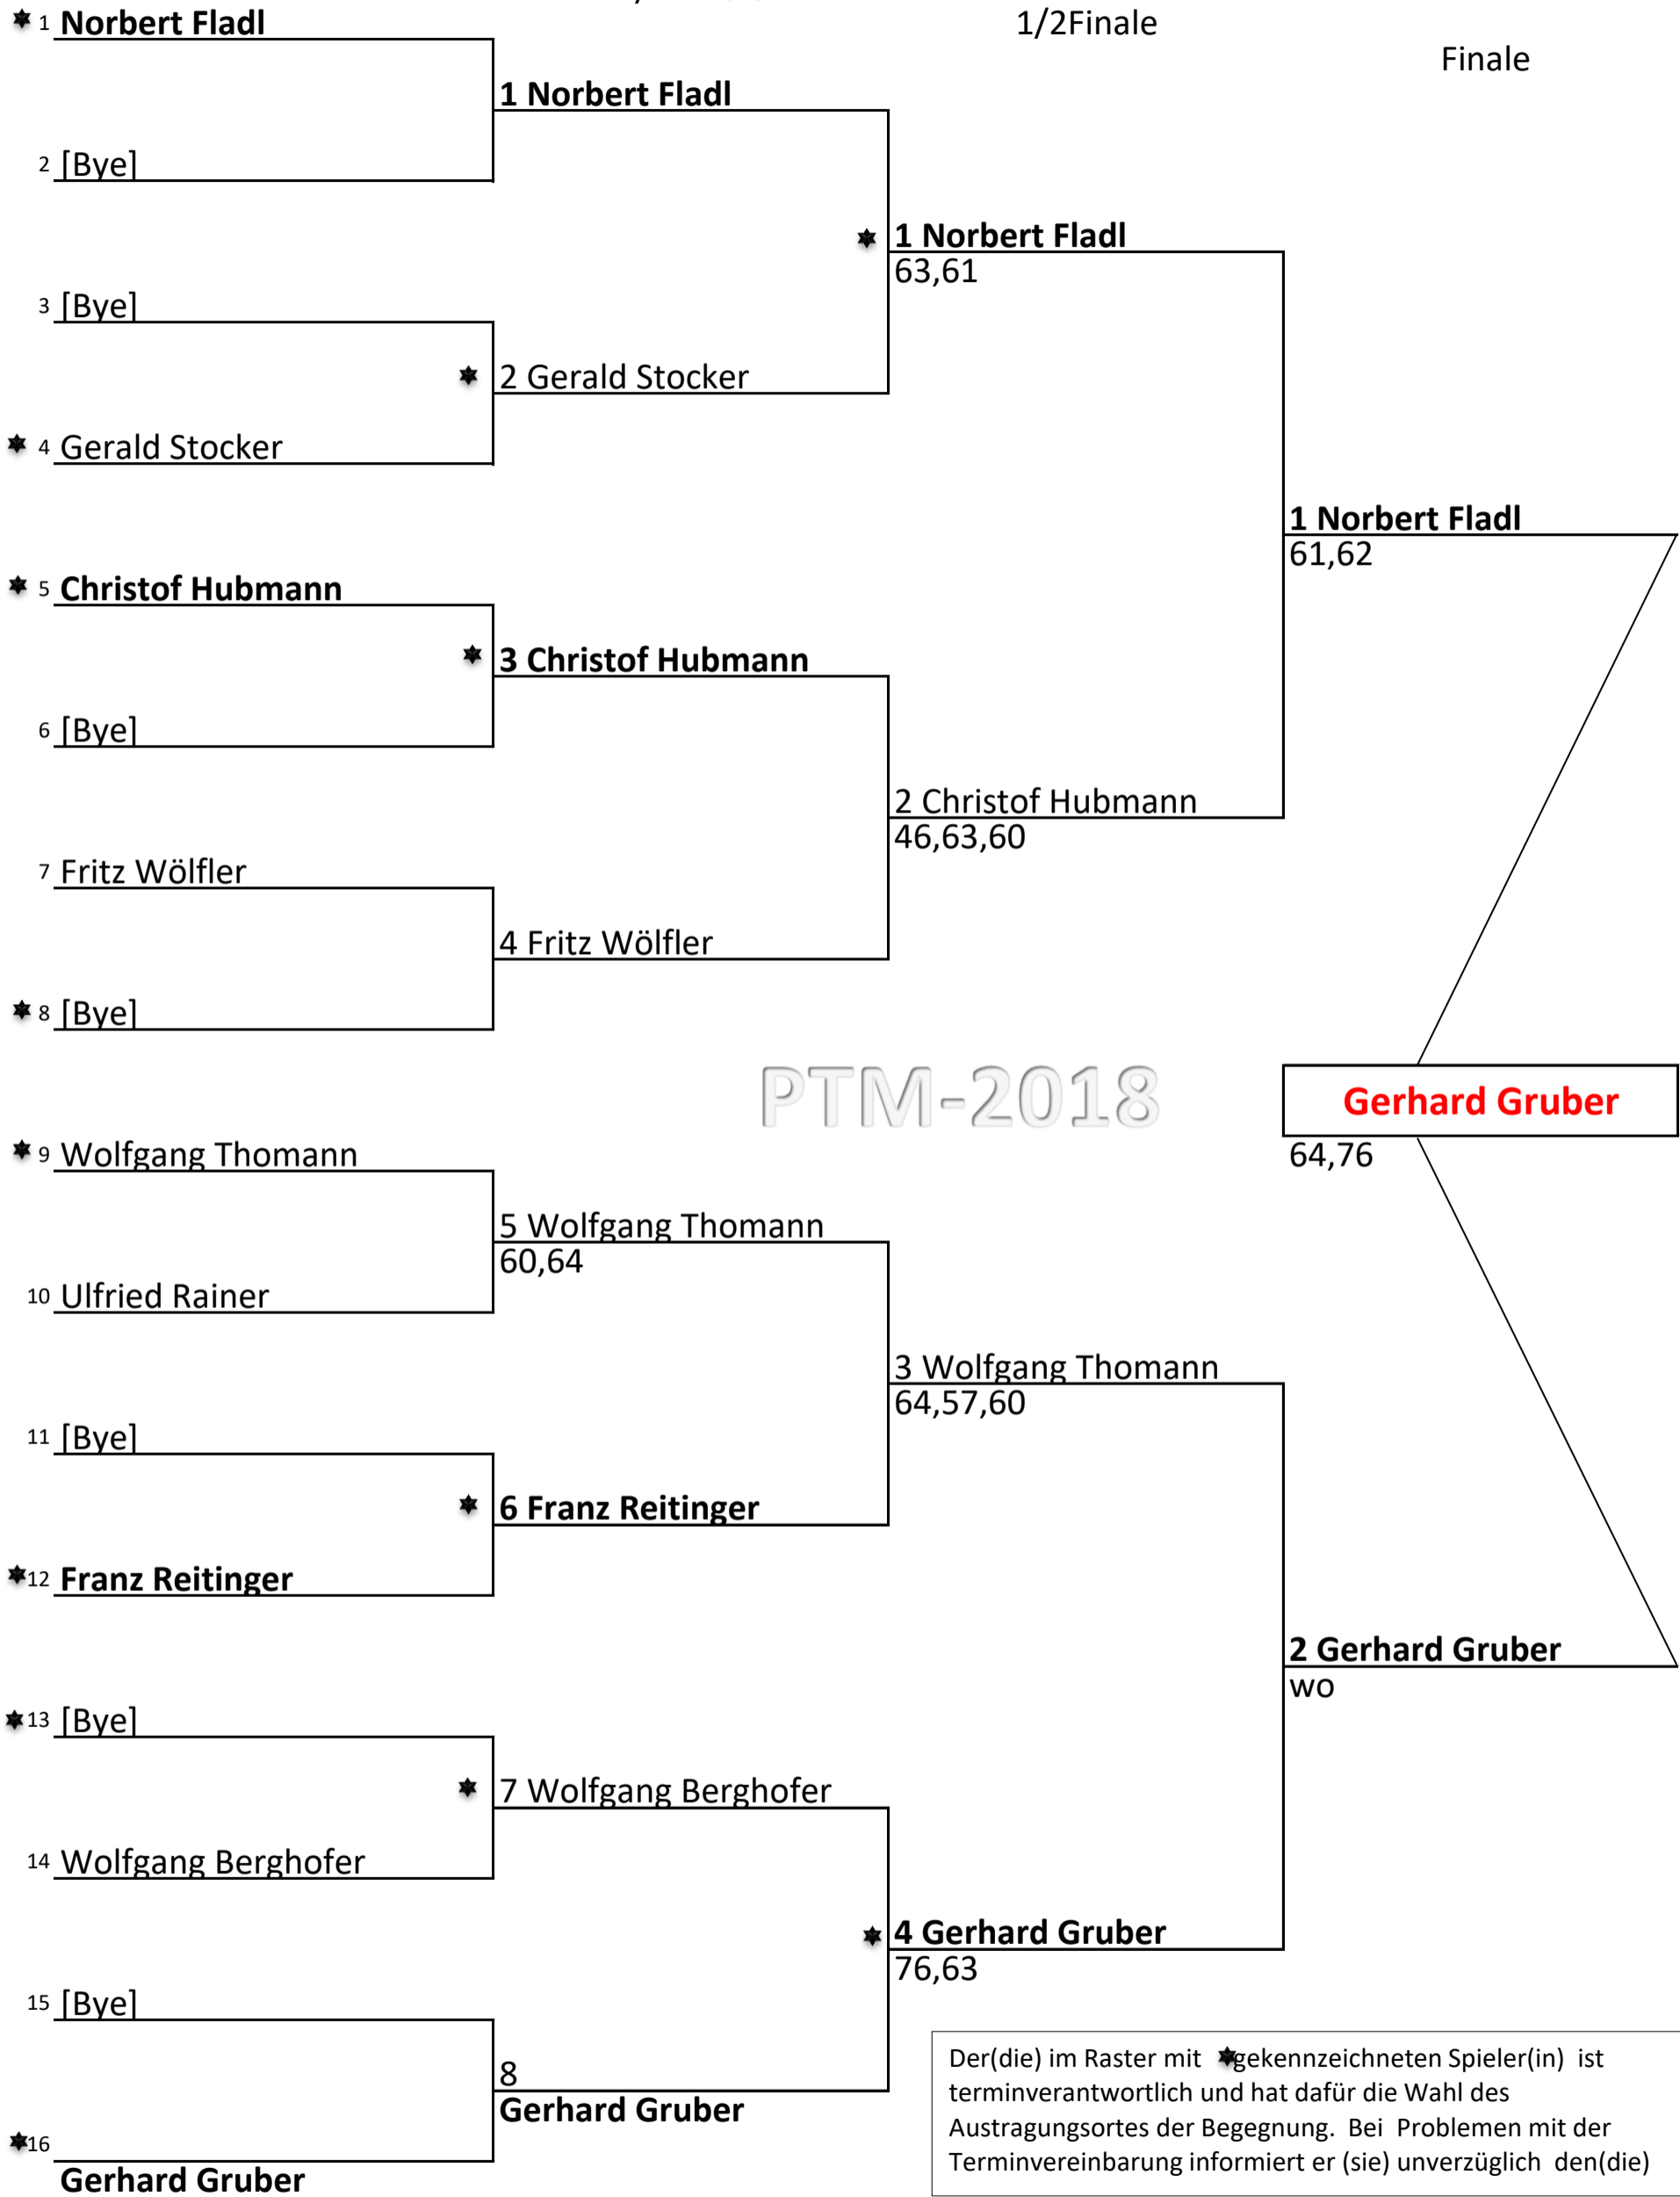 1/2Finale
Finale
1 Norbert Fladl
1 Norbert Fladl
2 [Bye]
1 Norbert Fladl
63,61
3 [Bye]
2 Gerald Stocker
4 Gerald Stocker
1 Norbert Fladl
61,62
5 Christof Hubmann
3 Christof Hubmann
6 [Bye]
2 Christof Hubmann
46,63,60
7 Fritz Wölfler
4 Fritz Wölfler
8 [Bye]
PTM-2018
Gerhard Gruber
64,76
9 Wolfgang Thomann
5 Wolfgang Thomann
60,64
10 Ulfried Rainer
3 Wolfgang Thomann
64,57,60
11 [Bye]
6 Franz Reitinger
12 Franz Reitinger
2 Gerhard Gruber
wo
13 [Bye]
7 Wolfgang Berghofer
14 Wolfgang Berghofer
4 Gerhard Gruber
76,63
15 [Bye]
8
Gerhard Gruber
16
Gerhard Gruber
Der(die) im Raster mit gekennzeichneten Spieler(in) ist
terminverantwortlich und hat dafür die Wahl des
Austragungsortes der Begegnung. Bei Problemen mit der
Terminvereinbarung informiert er (sie) unverzüglich den(die)